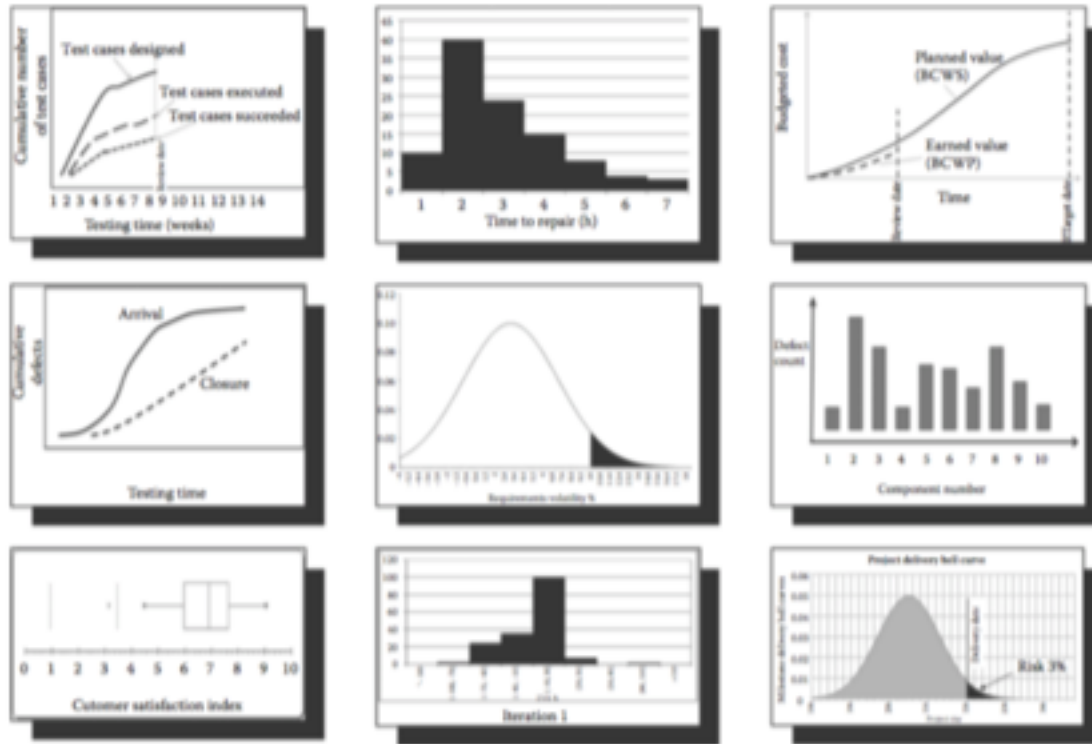 Cumulative number
of test cases
Test cases designed
Test cases executed
Test cases succeeded
Review date
1 2 3 4 5 6 7 8 9 10 11 12 13 14
Testing time (weeks)
45
40
35
30
25
20
15
10
5
0
1 2 3 4 5 6 7
Time to repair (h)
Budgeted cost
Planned value
(BCWS)
Earned value
(BCWP)
Review date
Target date
Time
Cumulative
defects
Arrival
Closure
Testing time
0.12
0.10
0.08
0.06
0.04
0.02
0
Requirements volatility %
Defect
count
1 2 3 4 5 6 7 8 9 10
Component number
0 1 2 3 4 5 6 7 8 9 10
Cutomer satisfaction index
120
100
80
60
40
20
0
Iteration 1
Project delivery bell curve
Delivery date
Risk 3%